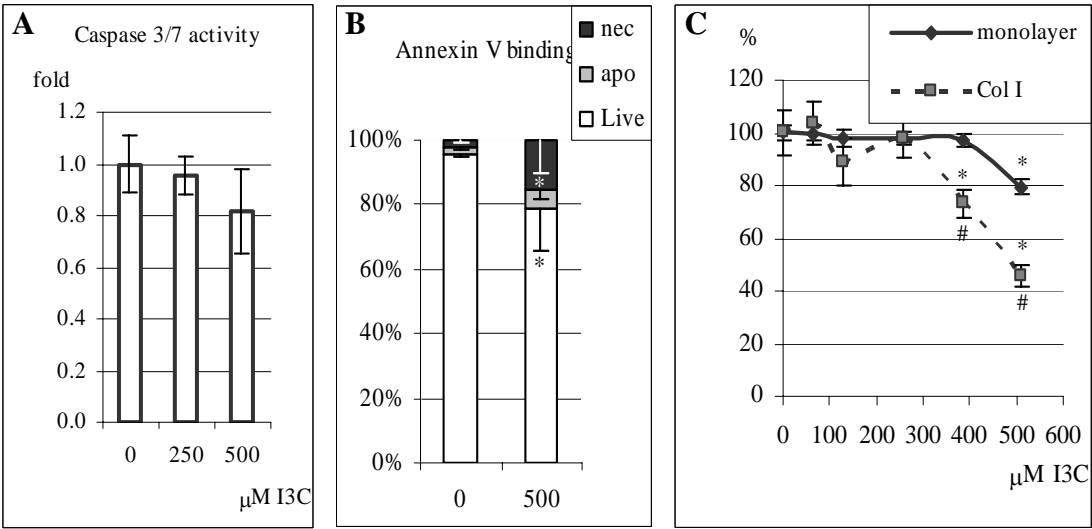 A
Caspase 3/7 activity
fold
1.2
1.0
0.8
0.6
0.4
0.2
0.0
0 250 500
µM I3C
B
Annexin V binding
nec
apo
Live
100%
80%
60%
40%
20%
0%
*
*
0 500
C
%
monolayer
Col I
120
100
80
60
40
20
0
* *
# *
#
0 100 200 300 400 500 600
µM I3C